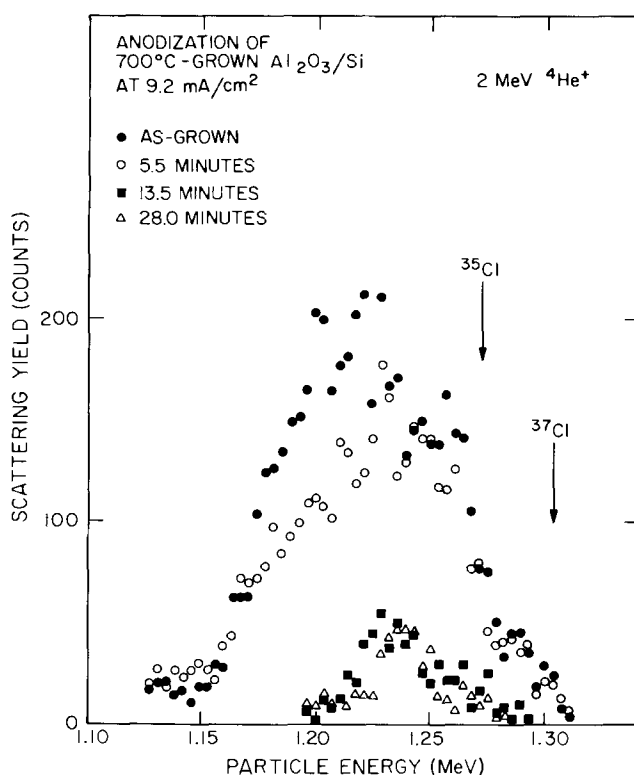 ANODIZATION OF
700°C-GROWN Al₂O₃/Si
AT 9.2 mA/cm²
2 MeV ⁴He⁺
● AS-GROWN
○ 5.5 MINUTES
■ 13.5 MINUTES
△ 28.0 MINUTES
³⁵Cl
³⁷Cl
200
100
0
SCATTERING YIELD (COUNTS)
1.10
1.15
1.20
1.25
1.30
PARTICLE ENERGY (MeV)